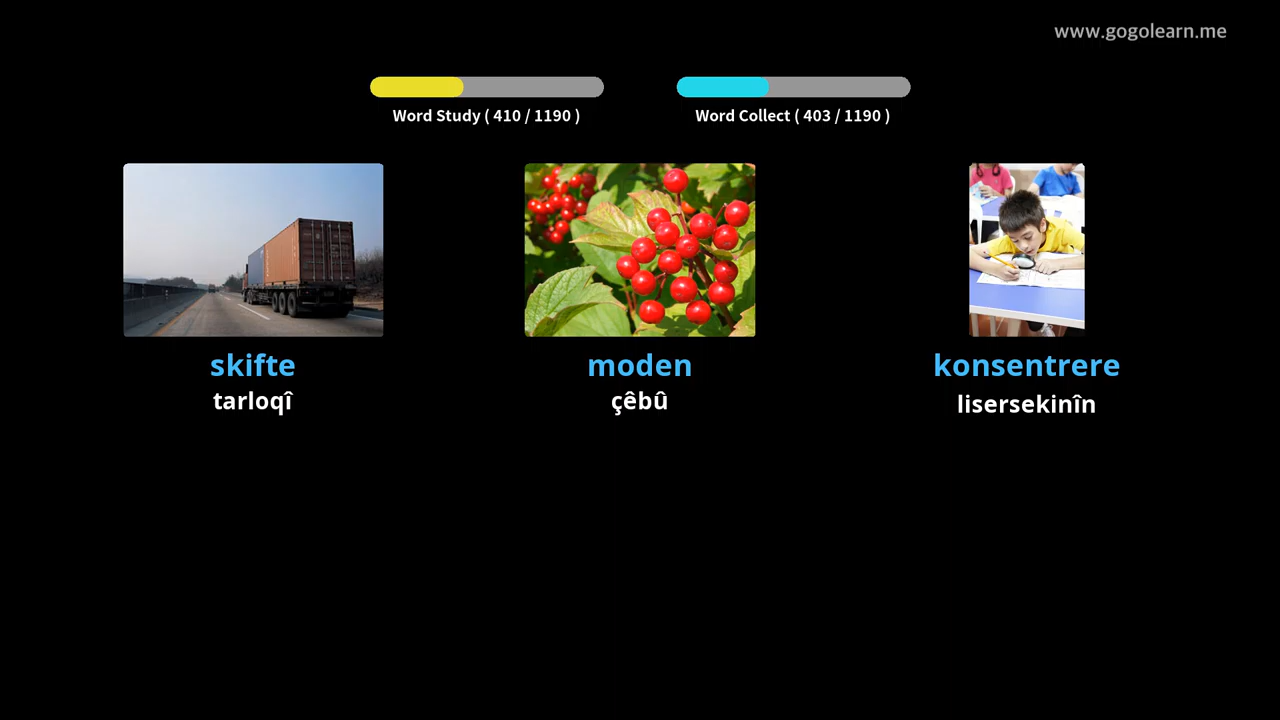 www.gogolearn.me
Word Study ( 410 / 1190 )
Word Collect ( 403 / 1190 )
skifte
tarloqî
moden
çêbû
konsentrere
lisersekinîn